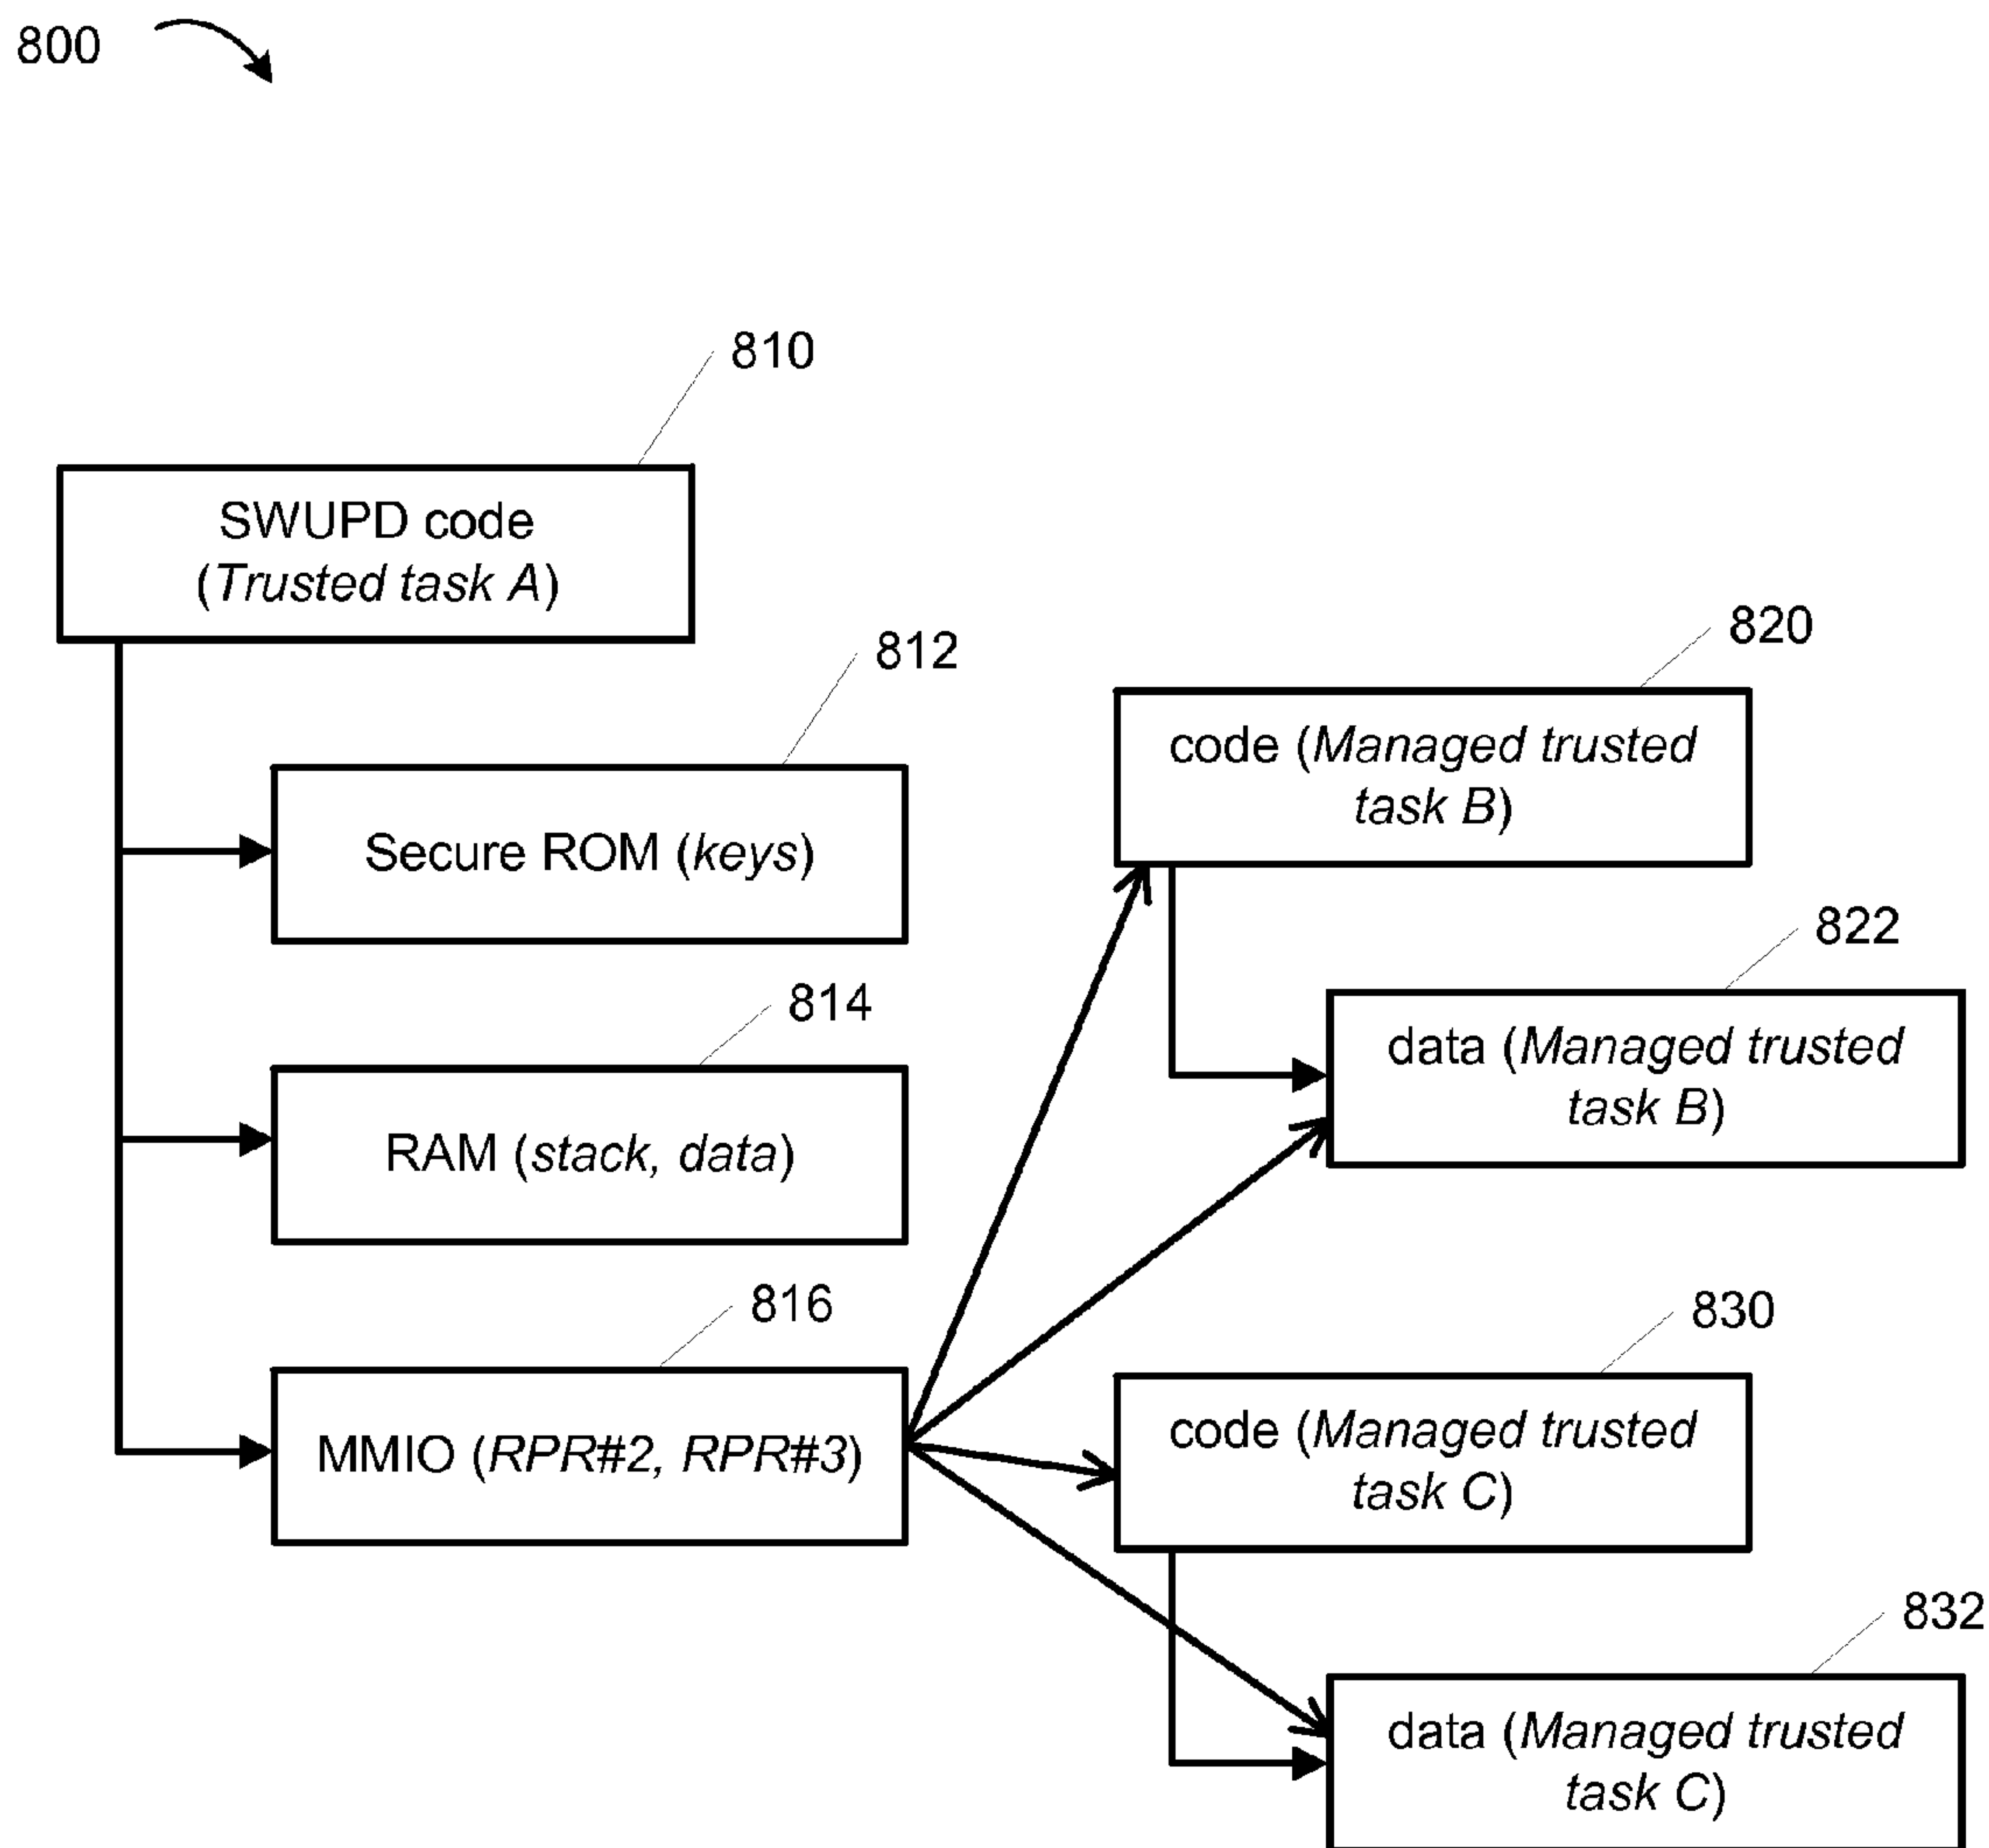 800
810
SWUPD code
(Trusted task A)
812
820
code (Managed trusted
task B)
Secure ROM (keys)
822
814
data (Managed trusted
task B)
RAM (stack, data)
816
830
MMIO (RPR#2, RPR#3)
code (Managed trusted
task C)
832
data (Managed trusted
task C)